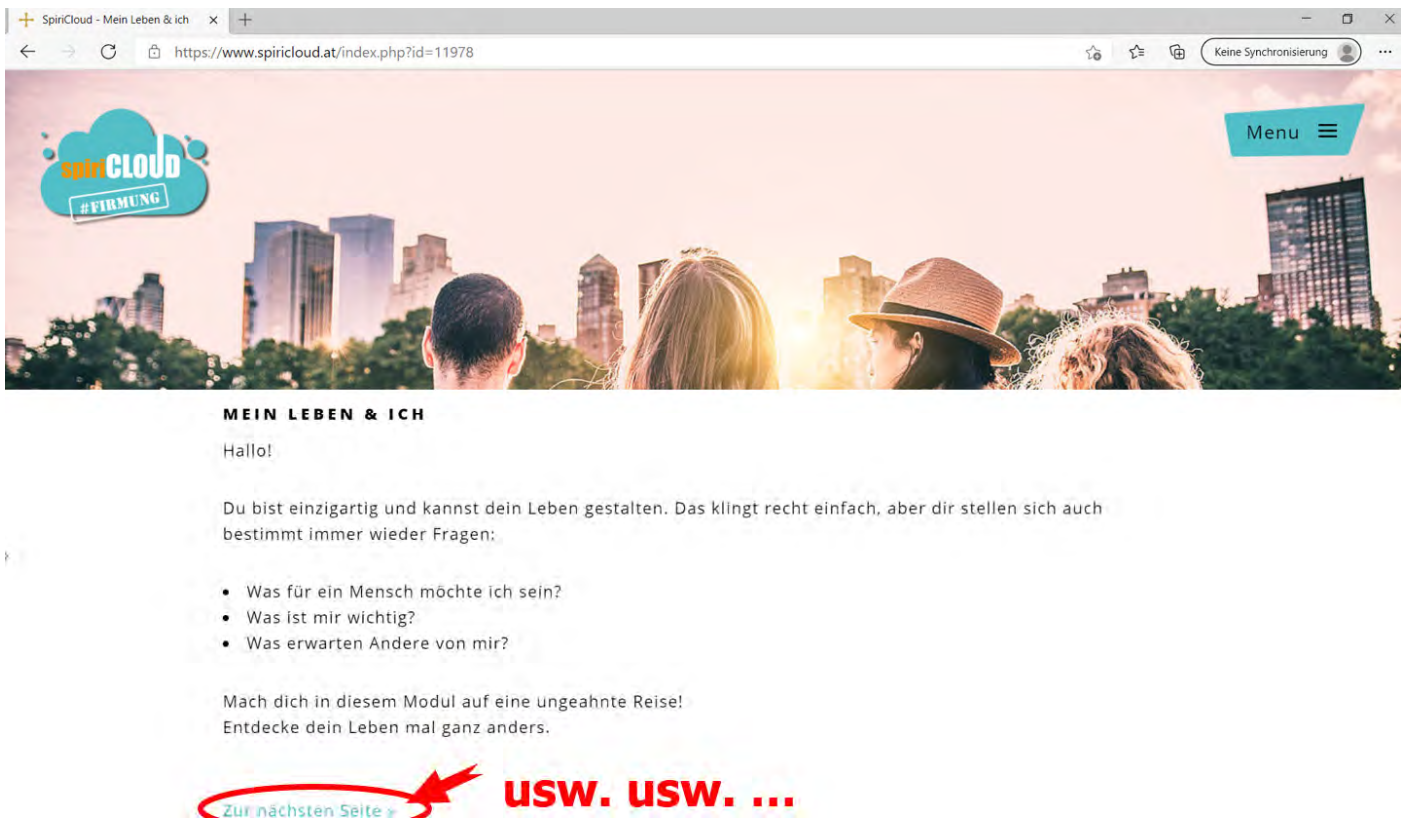 SpiriCloud - Mein Leben & ich
https://www.spiricloud.at/index.php?id=11978
Keine Synchronisierung
spiriCLOUD
#FIRMUNG
Menu
MEIN LEBEN & ICH
Hallo!
Du bist einzigartig und kannst dein Leben gestalten. Das klingt recht einfach, aber dir stellen sich auch
bestimmt immer wieder Fragen:
• Was für ein Mensch möchte ich sein?
• Was ist mir wichtig?
• Was erwarten Andere von mir?
Mach dich in diesem Modul auf eine ungeahnte Reise!
Entdecke dein Leben mal ganz anders.
Zur nächsten Seite »
usw. usw. ...